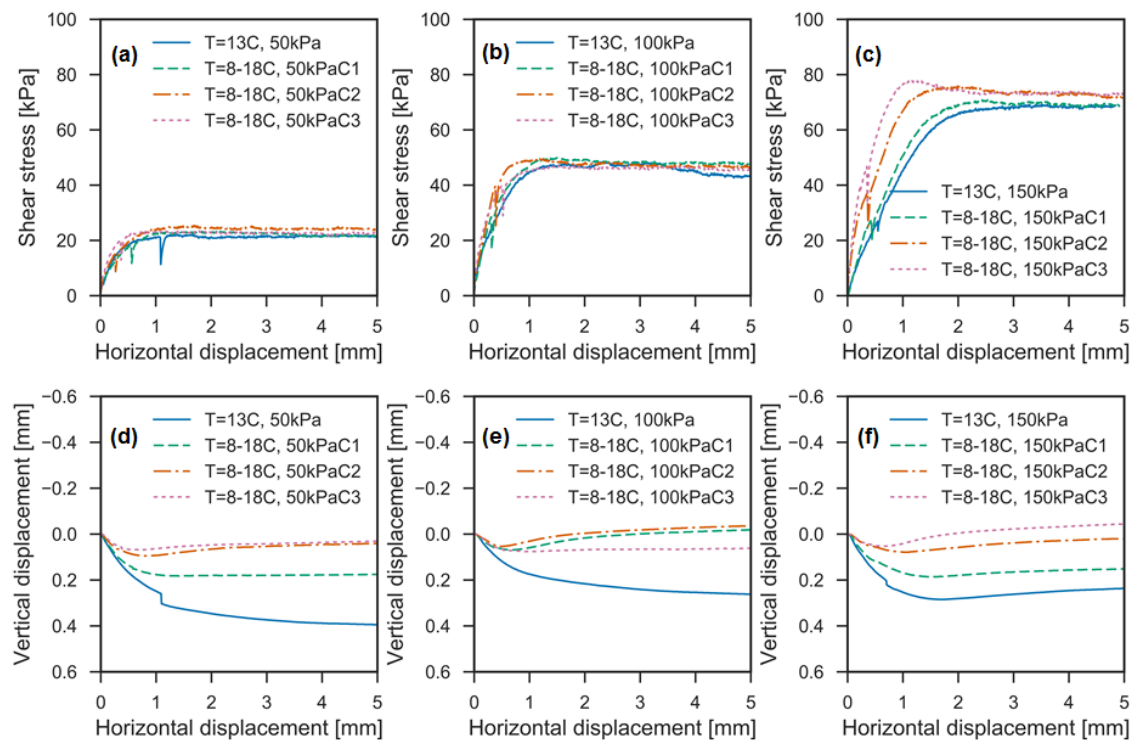 (a)
T=13C, 50kPa
T=8-18C, 50kPaC1
T=8-18C, 50kPaC2
T=8-18C, 50kPaC3
Shear stress [kPa]
100
80
60
40
20
0
0 1 2 3 4 5
Horizontal displacement [mm]
(b)
T=13C, 100kPa
T=8-18C, 100kPaC1
T=8-18C, 100kPaC2
T=8-18C, 100kPaC3
Shear stress [kPa]
100
80
60
40
20
0
0 1 2 3 4 5
Horizontal displacement [mm]
(c)
T=13C, 150kPa
T=8-18C, 150kPaC1
T=8-18C, 150kPaC2
T=8-18C, 150kPaC3
Shear stress [kPa]
100
80
60
40
20
0
0 1 2 3 4 5
Horizontal displacement [mm]
(d)
T=13C, 50kPa
T=8-18C, 50kPaC1
T=8-18C, 50kPaC2
T=8-18C, 50kPaC3
Vertical displacement [mm]
−0.6
−0.4
−0.2
0.0
0.2
0.4
0.6
0 1 2 3 4 5
Horizontal displacement [mm]
(e)
T=13C, 100kPa
T=8-18C, 100kPaC1
T=8-18C, 100kPaC2
T=8-18C, 100kPaC3
Vertical displacement [mm]
−0.6
−0.4
−0.2
0.0
0.2
0.4
0.6
0 1 2 3 4 5
Horizontal displacement [mm]
(f)
T=13C, 150kPa
T=8-18C, 150kPaC1
T=8-18C, 150kPaC2
T=8-18C, 150kPaC3
Vertical displacement [mm]
−0.6
−0.4
−0.2
0.0
0.2
0.4
0.6
0 1 2 3 4 5
Horizontal displacement [mm]